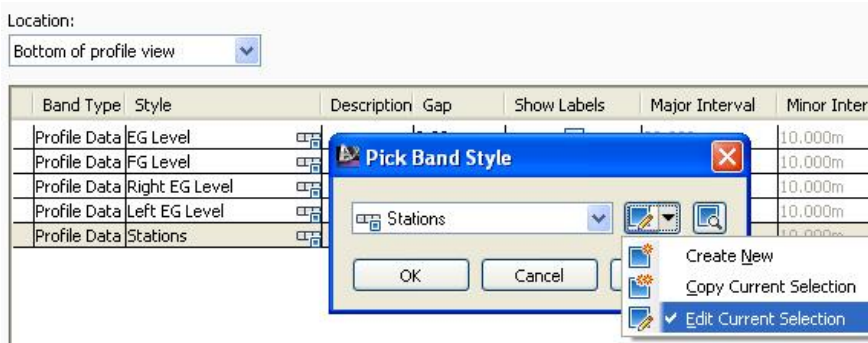 Location:
Bottom of profile view
Band Type Style Description Gap Show Labels Major Interval Minor Inter
Profile Data EG Level
Profile Data FG Level 10.000m
Profile Data Right EG Level 10.000m
Profile Data Left EG Level 10.000m
Profile Data Stations 10.000m
Pick Band Style
Stations
OK Cancel
Create New
Copy Current Selection
Edit Current Selection